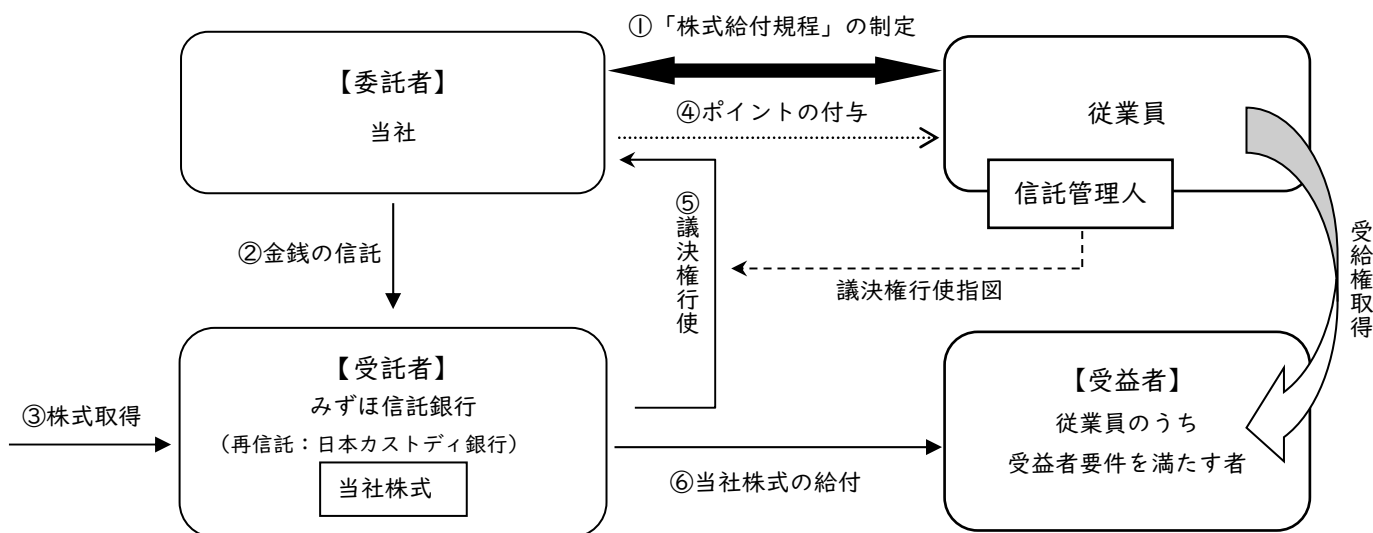 ①「株式給付規程」の制定
【委託者】
当社
④ポイントの付与
従業員
信託管理人
②金銭の信託
⑤議決権行使
議決権行使指図
受給権取得
【受託者】
みずほ信託銀行
(再信託:日本カストディ銀行)
当社株式
③株式取得
⑥当社株式の給付
【受益者】
従業員のうち
受益者要件を満たす者